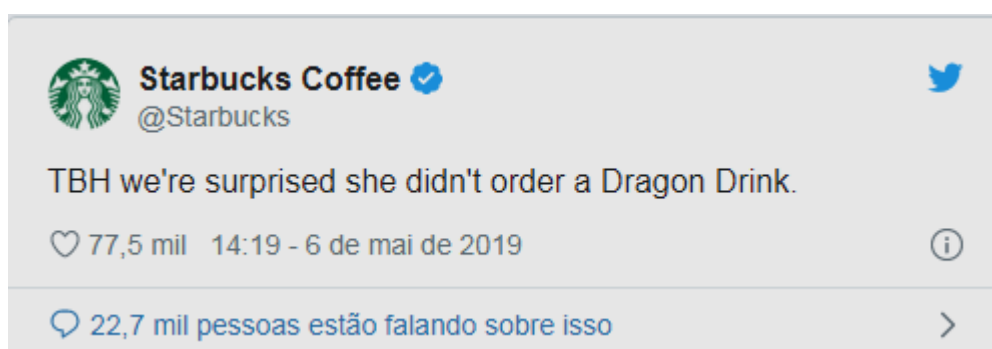 Starbucks Coffee
@Starbucks
TBH we're surprised she didn't order a Dragon Drink.
77,5 mil 14:19 - 6 de mai de 2019
22,7 mil pessoas estão falando sobre isso